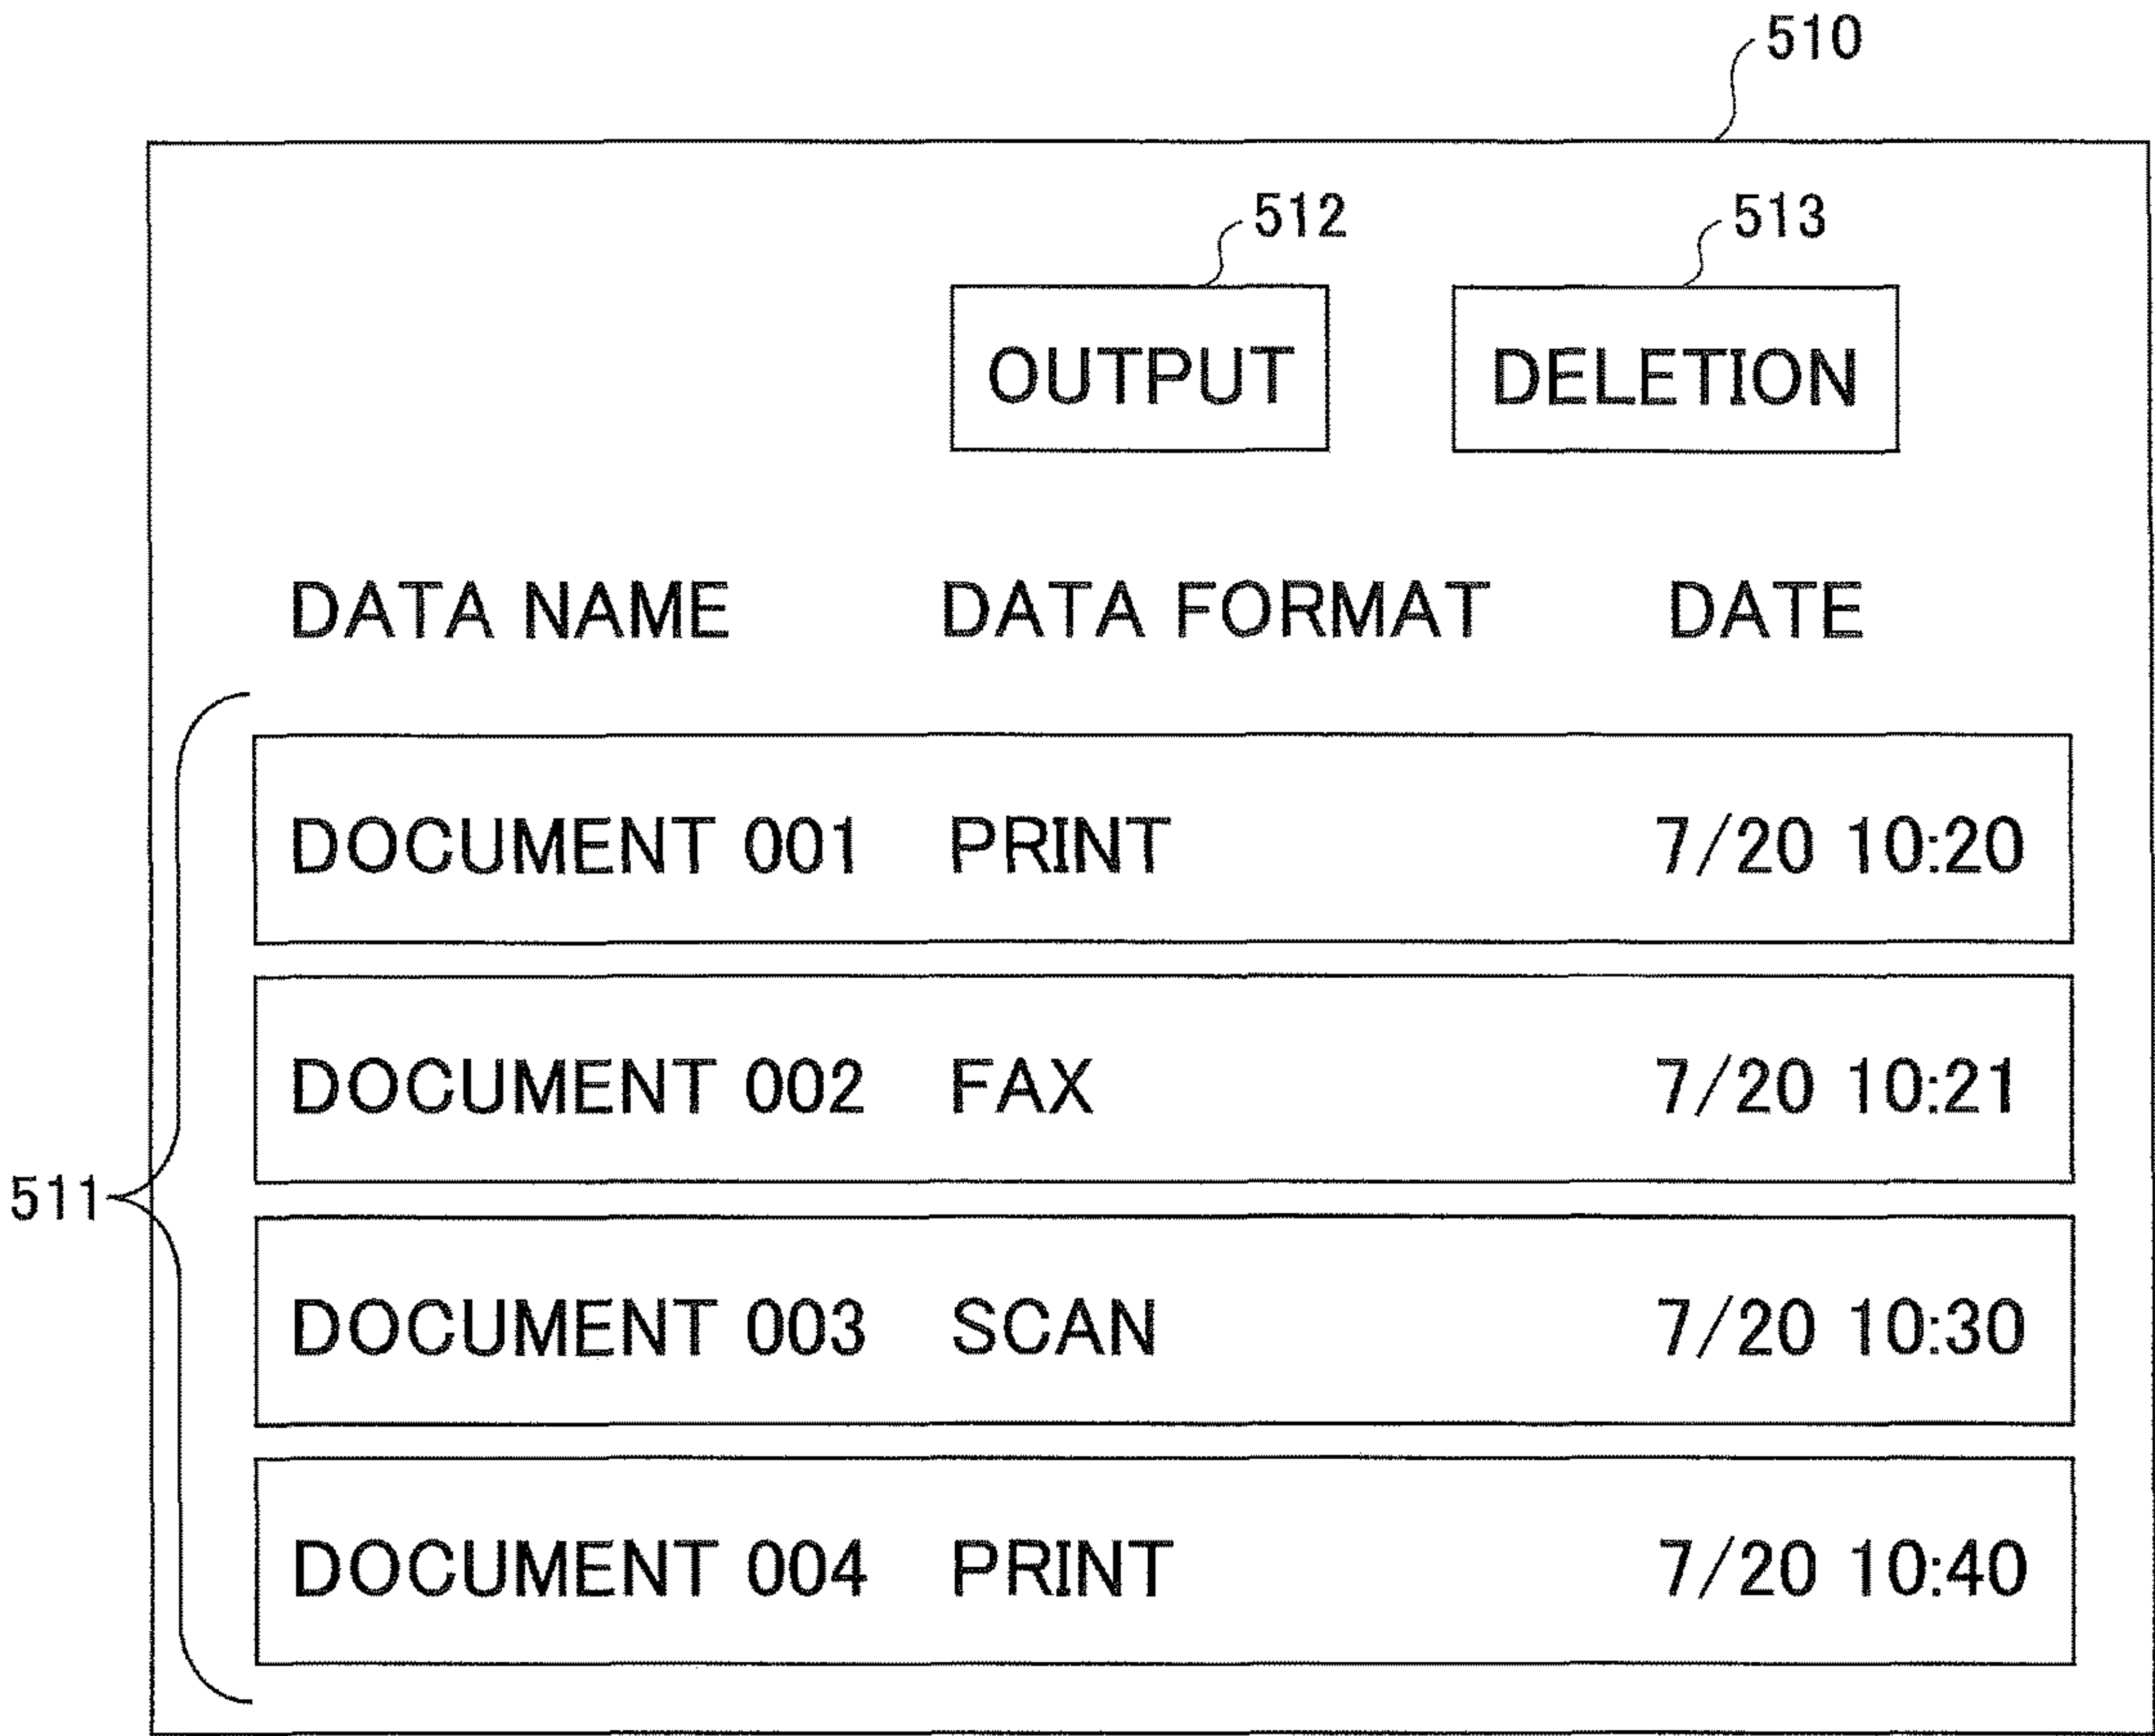 510
512 513
OUTPUT DELETION
DATA NAME DATA FORMAT DATE
DOCUMENT 001 PRINT 7/20 10:20
DOCUMENT 002 FAX 7/20 10:21
511
DOCUMENT 003 SCAN 7/20 10:30
DOCUMENT 004 PRINT 7/20 10:40